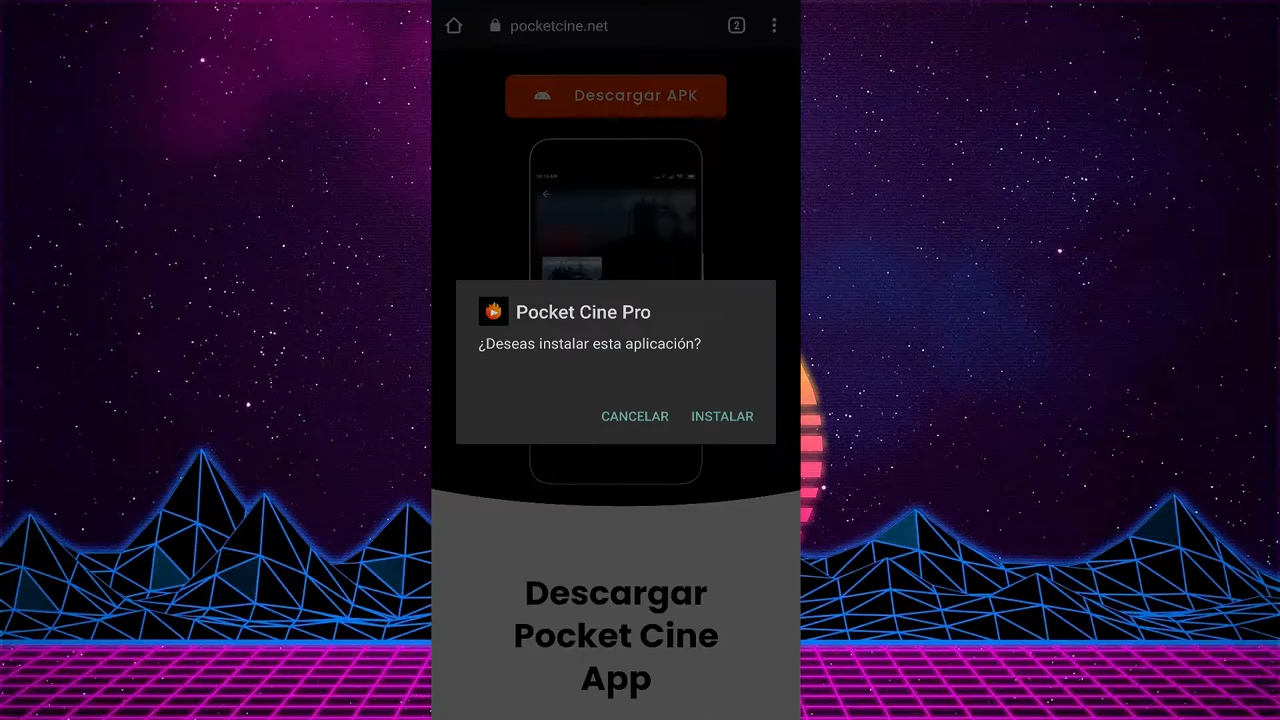 pocketcine.net
2
Descargar APK
Pocket Cine Pro
¿Deseas instalar esta aplicación?
CANCELAR INSTALAR
Descargar
Pocket Cine
App